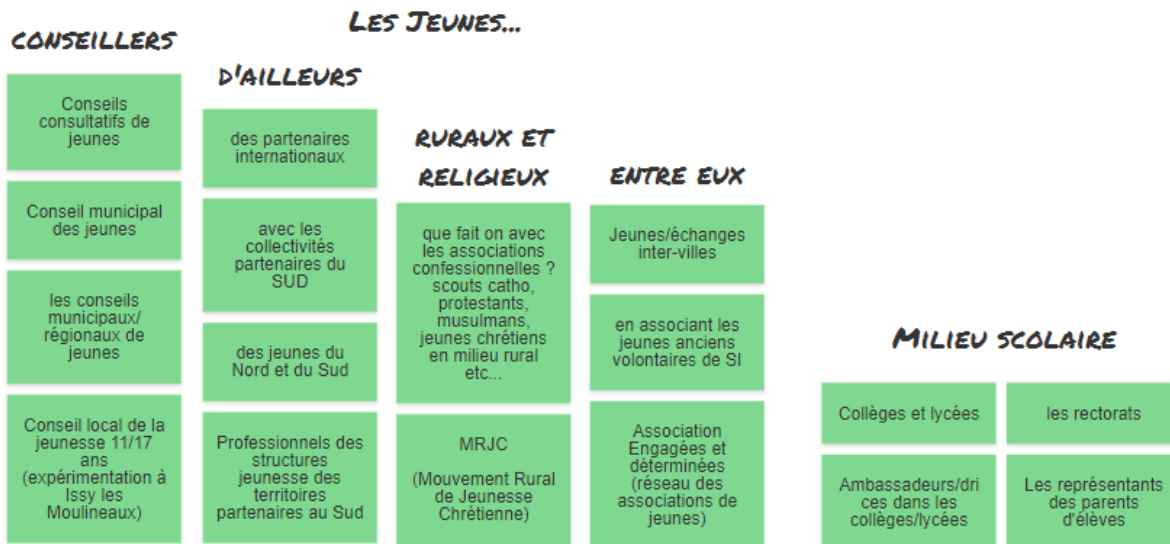 LES JEUNES...
CONSEILLERS
Conseils
consultatifs de
jeunes
Conseil municipal
des jeunes
les conseils
municipaux/
régionaux de
jeunes
Conseil local de la
jeunesse 11/17
ans
(expérimentation à
Issy les
Moulineaux)
D'AILLEURS
des partenaires
internationaux
avec les
collectivités
partenaires du
SUD
des jeunes du
Nord et du Sud
Professionnels des
structures
jeunesse des
territoires
partenaires au Sud
RURAUX ET
RELIGIEUX
que fait on avec
les associations
confessionnelles ?
scouts catho,
protestants,
musulmans,
jeunes chrétiens
en milieu rural
etc...
MRJC
(Mouvement Rural
de Jeunesse
Chrétienne)
ENTRE EUX
Jeunes/échanges
inter-villes
en associant les
jeunes anciens
volontaires de SI
Association
Engagées et
déterminées
(réseau des
associations de
jeunes)
MILIEU SCOLAIRE
Collèges et lycées
les rectorats
Ambassadeurs/dri
ces dans les
collèges/lycées
Les représentants
des parents
d'élèves